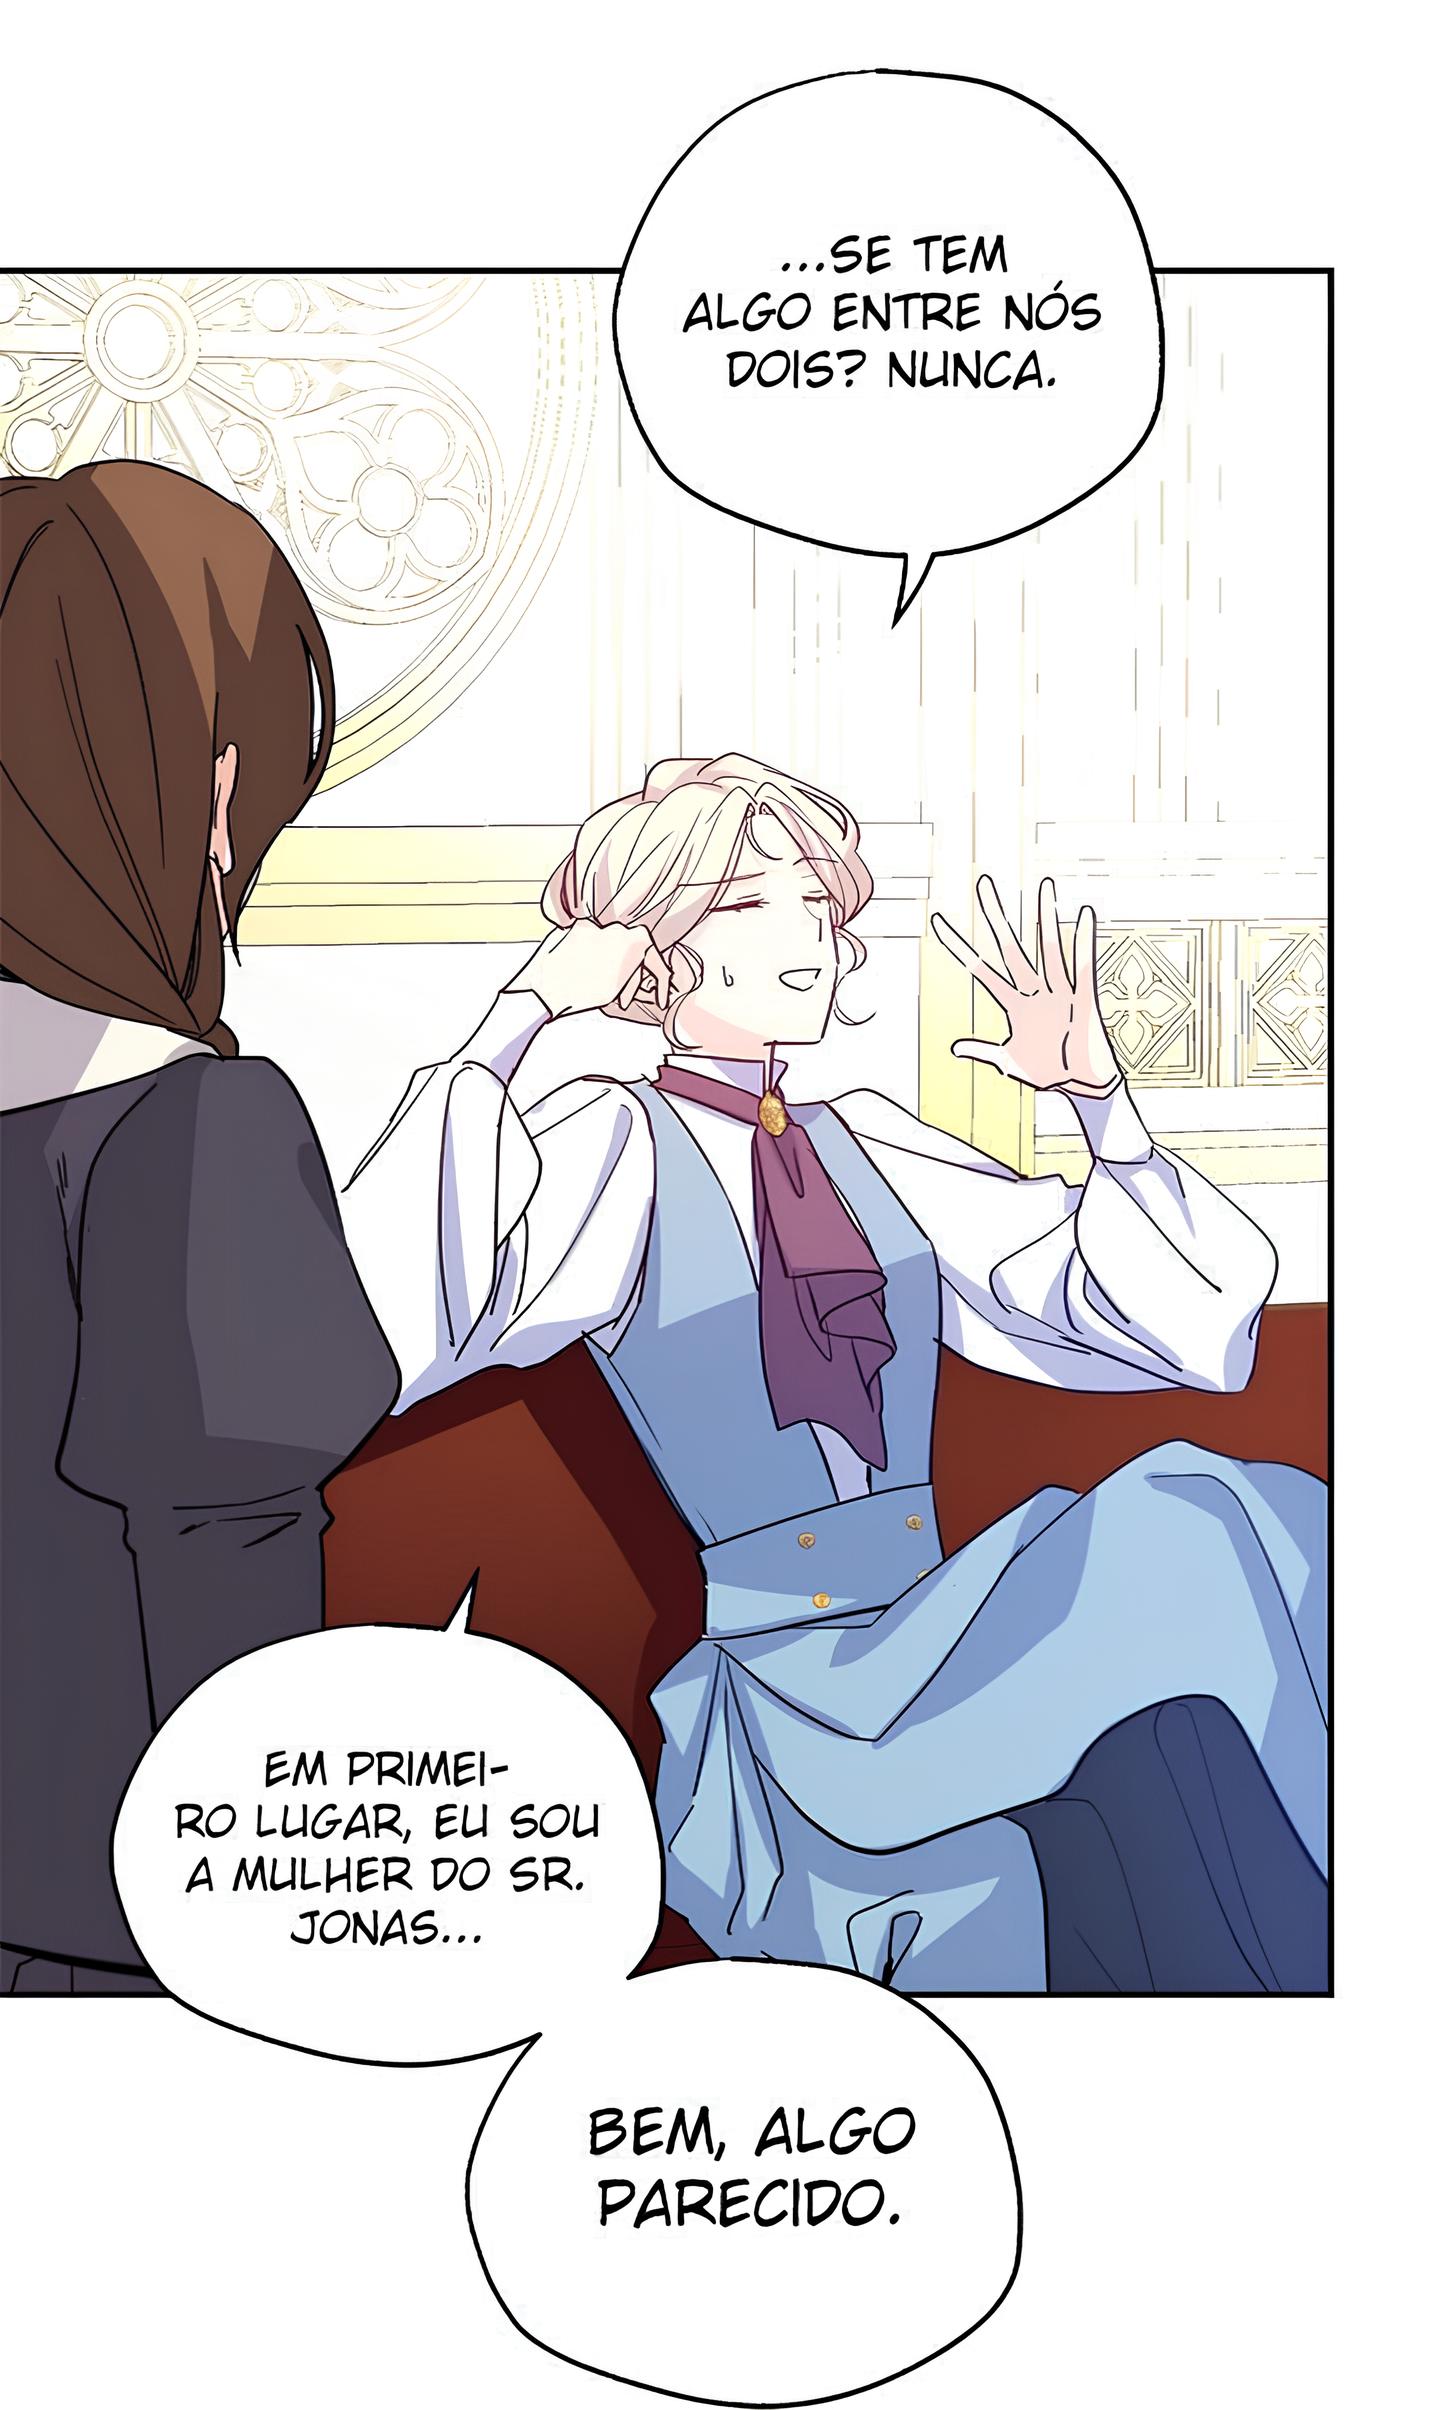 ...SE TEM
ALGO ENTRE NÓS
DOIS? NUNCA.
EM PRIMEI-
RO LUGAR, EU SOU
A MULHER DO SR.
JONAS...
BEM, ALGO
PARECIDO.